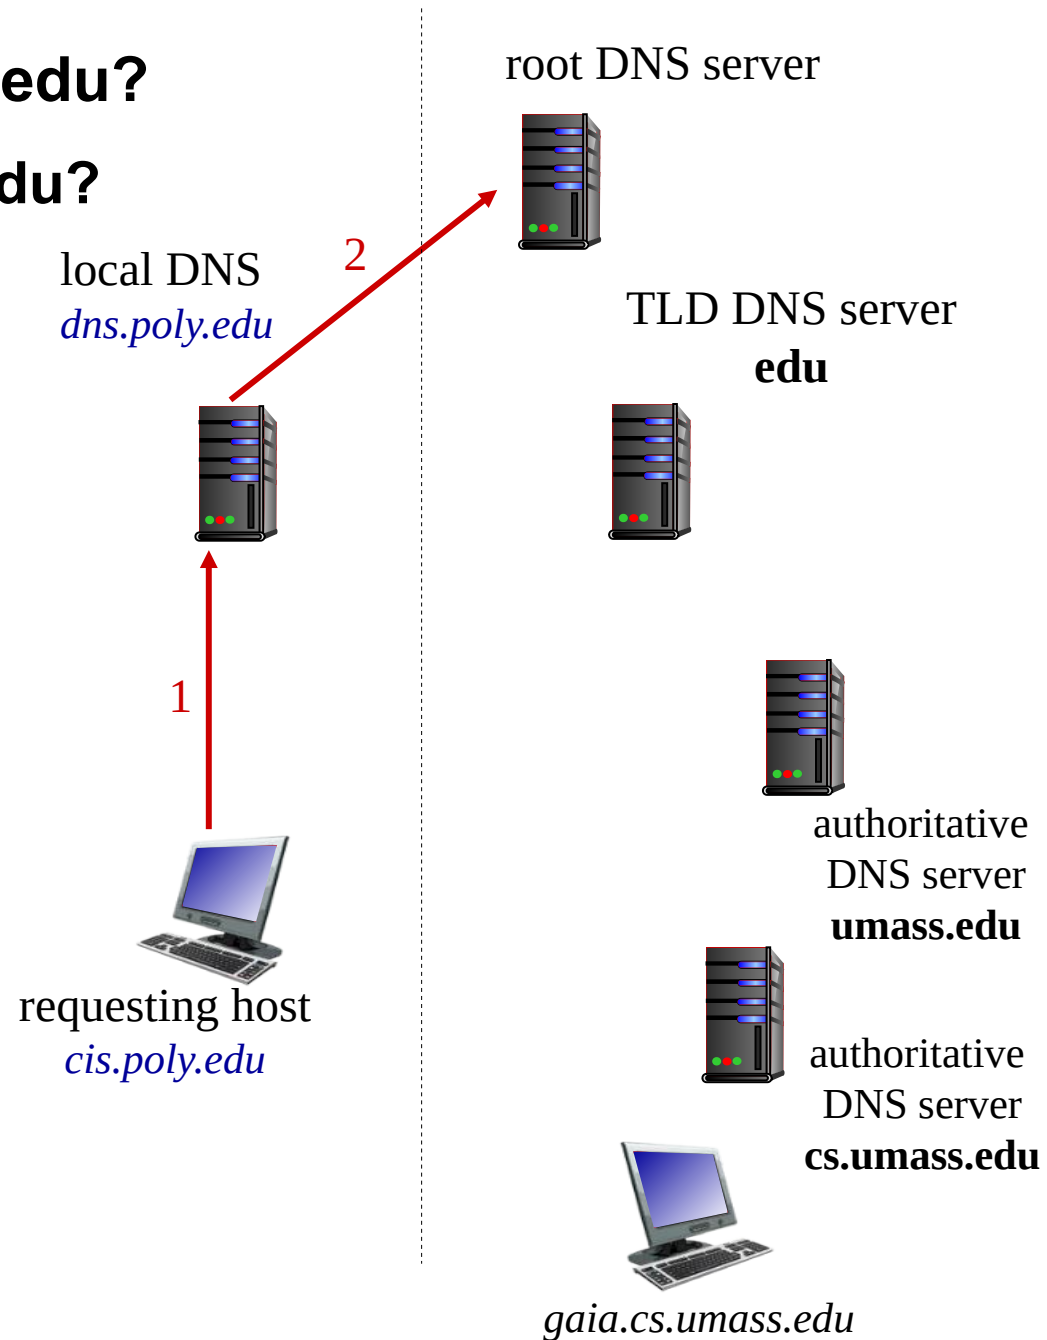 edu?
du?
root DNS server
2
local DNS
dns.poly.edu
TLD DNS server
edu
1
authoritative
DNS server
umass.edu
requesting host
cis.poly.edu
authoritative
DNS server
cs.umass.edu
gaia.cs.umass.edu